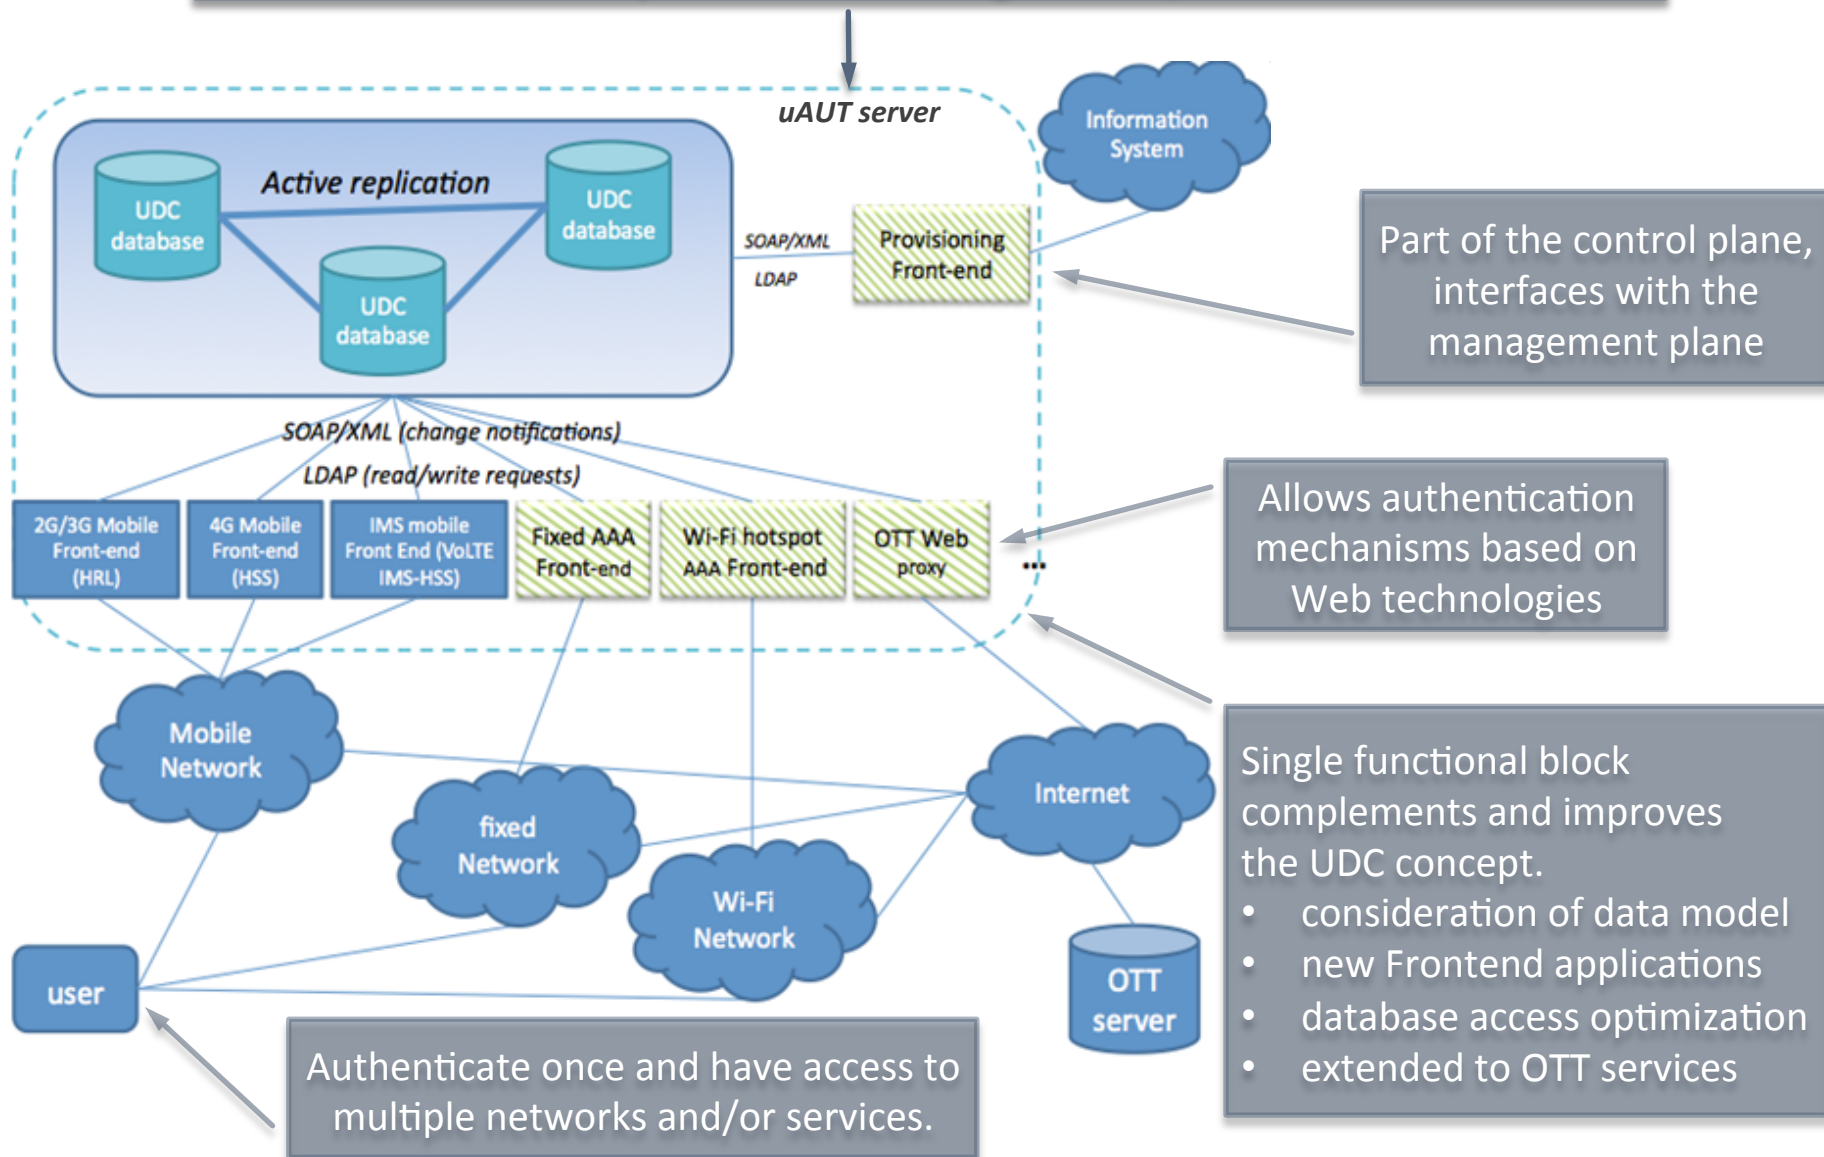 uAUT server
Information
System
Active replication
UDC
database
UDC
database
UDC
database
SOAP/XML
LDAP
Provisioning
Front-end
Part of the control plane,
interfaces with the
management plane
SOAP/XML (change notifications)
LDAP (read/write requests)
2G/3G Mobile
Front-end
(HRL)
4G Mobile
Front-end
(HSS)
IMS mobile
Front End (VoLTE
IMS-HSS)
Fixed AAA
Front-end
Wi-Fi hotspot
AAA Front-end
OTT Web
proxy
...
Allows authentication
mechanisms based on
Web technologies
Mobile
Network
fixed
Network
Wi-Fi
Network
Internet
Single functional block
complements and improves
the UDC concept.
• consideration of data model
• new Frontend applications
• database access optimization
• extended to OTT services
user
OTT
server
Authenticate once and have access to
multiple networks and/or services.